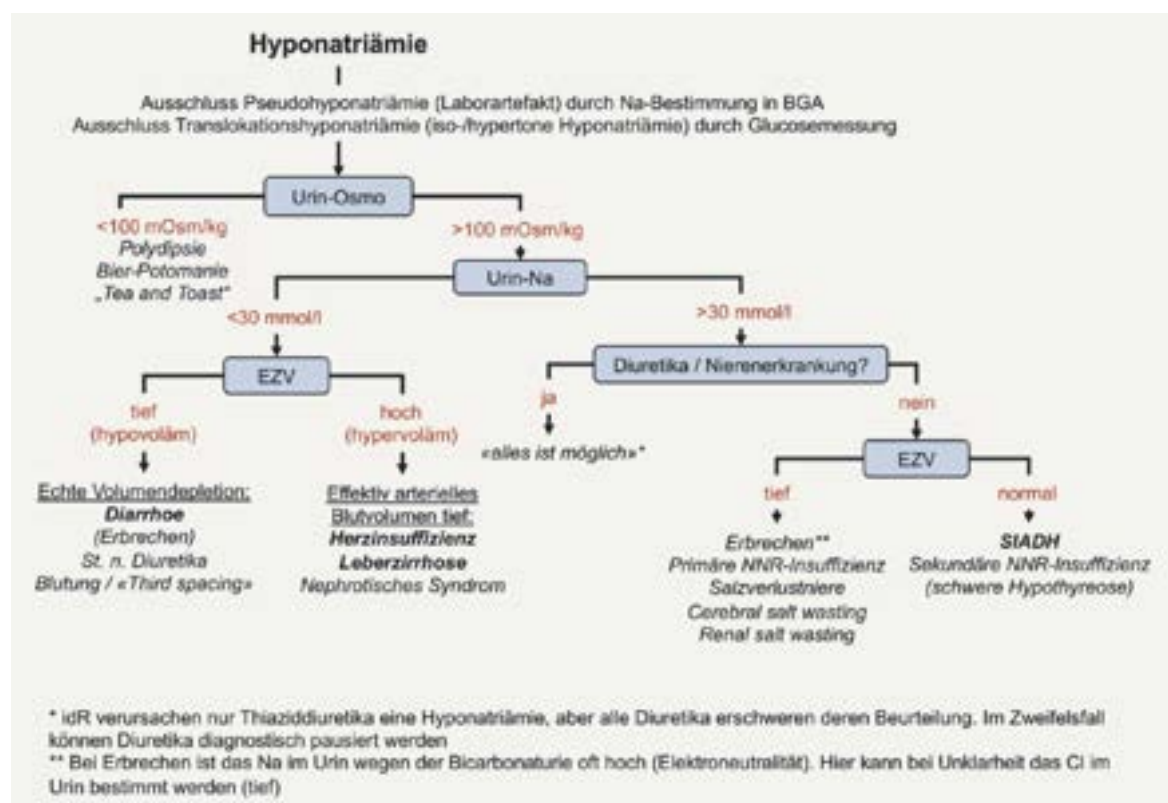 Hyponatriämie
Ausschluss Pseudohyponatriämie (Laborartefakt) durch Na-Bestimmung in BGA
Ausschluss Translokationshyponatriämie (iso-/hypertone Hyponatriämie) durch Glucosemessung
Urin-Osmo
<100 mOsm/kg
Polydipsie
Bier-Potomanie
„Tea and Toast"
>100 mOsm/kg
Urin-Na
<30 mmol/l
>30 mmol/l
EZV
Diuretika / Nierenerkrankung?
tief
(hypovoläm)
hoch
(hypervoläm)
ja
«alles ist möglich»*
nein
EZV
Echte Volumendepletion:
Diarrhoe
(Erbrechen)
St. n. Diuretika
Blutung / «Third spacing»
Effektiv arterielles
Blutvolumen tief:
Herzinsuffizienz
Leberzirrhose
Nephrotisches Syndrom
tief
Erbrechen**
Primäre NNR-Insuffizienz
Salzverlustniere
Cerebral salt wasting
Renal salt wasting
normal
SIADH
Sekundäre NNR-Insuffizienz
(schwere Hypothyreose)
* idR verursachen nur Thiaziddiuretika eine Hyponatriämie, aber alle Diuretika erschweren deren Beurteilung. Im Zweifelsfall
können Diuretika diagnostisch pausiert werden
** Bei Erbrechen ist das Na im Urin wegen der Bicarbonaturie oft hoch (Elektroneutralität). Hier kann bei Unklarheit das Cl im
Urin bestimmt werden (tief)